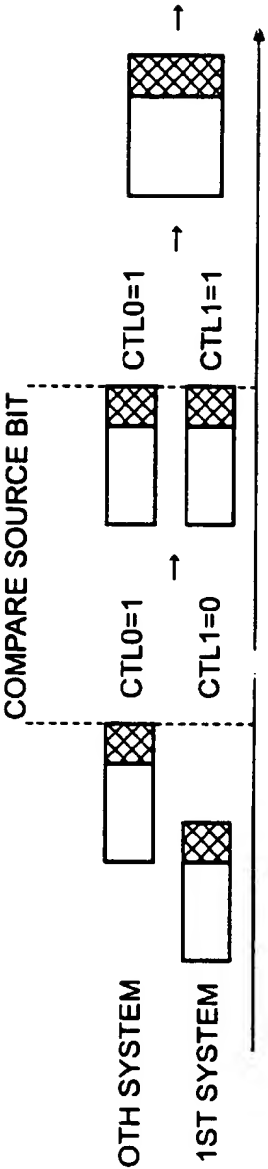 COMPARE SOURCE BIT
0TH SYSTEM
CTL0=1
CTL0=1
1ST SYSTEM
CTL1=0
CTL1=1